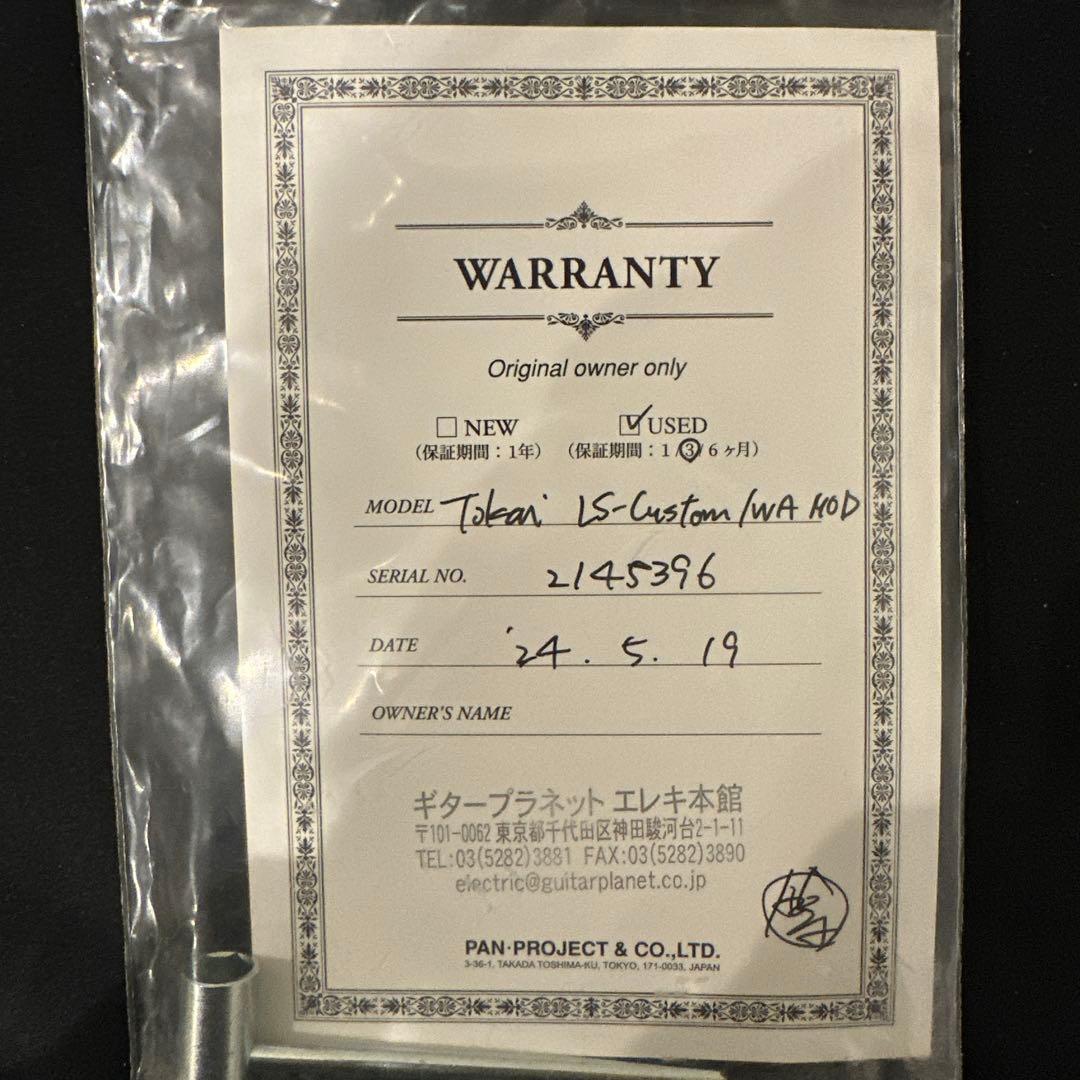 WARRANTY
Original owner only
☐ NEW ☑ USED
(保証期間：1年) (保証期間：1/3/6ヶ月)
MODEL Tokai LS-Custom/WA MOD
SERIAL NO. 2145396
DATE '24. 5. 19
OWNER'S NAME
ギタープラネット エレキ本館
〒101-0062 東京都千代田区神田駿河台2-1-11
TEL:03(5282)3881 FAX:03(5282)3890
electric@guitarplanet.co.jp
PAN·PROJECT & CO.,LTD.
3-36-1, TAKADA TOSHIMA-KU, TOKYO, 171-0033, JAPAN